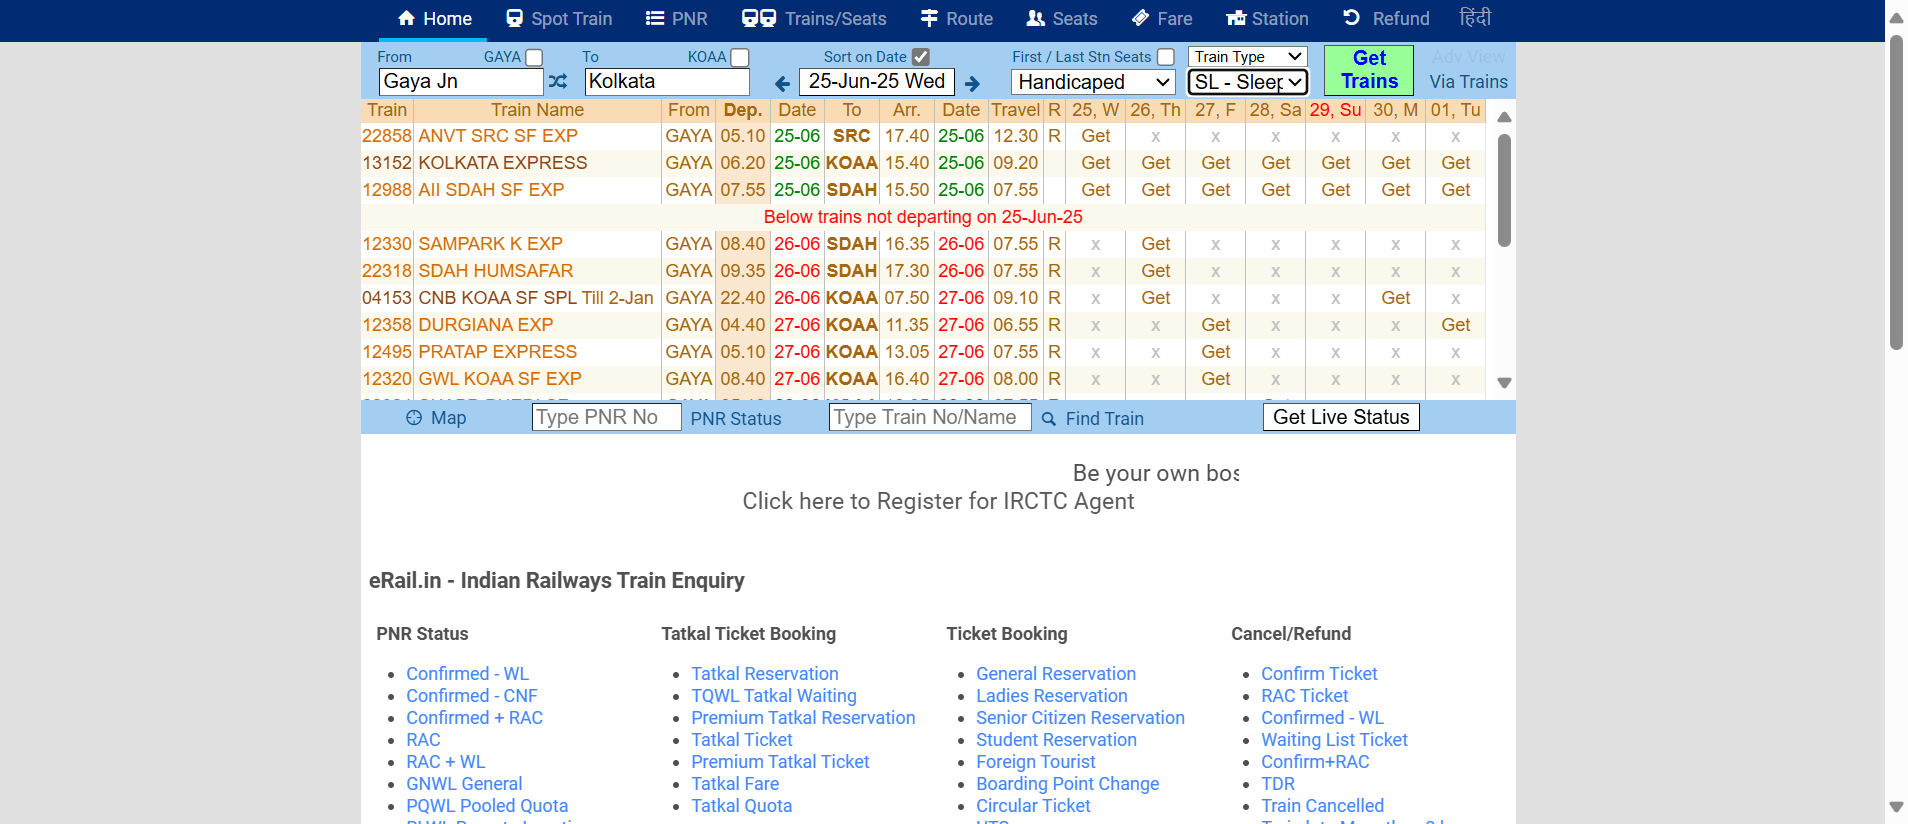 Home Spot Train PNR Trains/Seats Route Seats Fare Station Refund हिंदी
From GAYA To KOAA Sort on Date First / Last Stn Seats Train Type Get Trains Adv View
Gaya Jn Kolkata 25-Jun-25 Wed Handicaped SL - Sleep Via Trains
Train Train Name From Dep. Date To Arr. Date Travel R 25, W 26, Th 27, F 28, Sa 29, Su 30, M 01, Tu
22858 ANVT SRC SF EXP GAYA 05.10 25-06 SRC 17.40 25-06 12.30 R Get x x x x x x
13152 KOLKATA EXPRESS GAYA 06.20 25-06 KOAA 15.40 25-06 09.20 Get Get Get Get Get Get Get
12988 AII SDAH SF EXP GAYA 07.55 25-06 SDAH 15.50 25-06 07.55 Get Get Get Get Get Get Get
Below trains not departing on 25-Jun-25
12330 SAMPARK K EXP GAYA 08.40 26-06 SDAH 16.35 26-06 07.55 R x Get x x x x x
22318 SDAH HUMSAFAR GAYA 09.35 26-06 SDAH 17.30 26-06 07.55 R x Get x x x x x
04153 CNB KOAA SF SPL Till 2-Jan GAYA 22.40 26-06 KOAA 07.50 27-06 09.10 R x Get x x x Get x
12358 DURGIANA EXP GAYA 04.40 27-06 KOAA 11.35 27-06 06.55 R x x Get x x x Get
12495 PRATAP EXPRESS GAYA 05.10 27-06 KOAA 13.05 27-06 07.55 R x x Get x x x x
12320 GWL KOAA SF EXP GAYA 08.40 27-06 KOAA 16.40 27-06 08.00 R x x Get x x x x
Map Type PNR No PNR Status Type Train No/Name Find Train Get Live Status
Be your own bos
Click here to Register for IRCTC Agent
eRail.in - Indian Railways Train Enquiry
PNR Status
Confirmed - WL
Confirmed - CNF
Confirmed + RAC
RAC
RAC + WL
GNWL General
PQWL Pooled Quota
Tatkal Ticket Booking
Tatkal Reservation
TQWL Tatkal Waiting
Premium Tatkal Reservation
Tatkal Ticket
Premium Tatkal Ticket
Tatkal Fare
Tatkal Quota
Ticket Booking
General Reservation
Ladies Reservation
Senior Citizen Reservation
Student Reservation
Foreign Tourist
Boarding Point Change
Circular Ticket
Cancel/Refund
Confirm Ticket
RAC Ticket
Confirmed - WL
Waiting List Ticket
Confirm+RAC
TDR
Train Cancelled